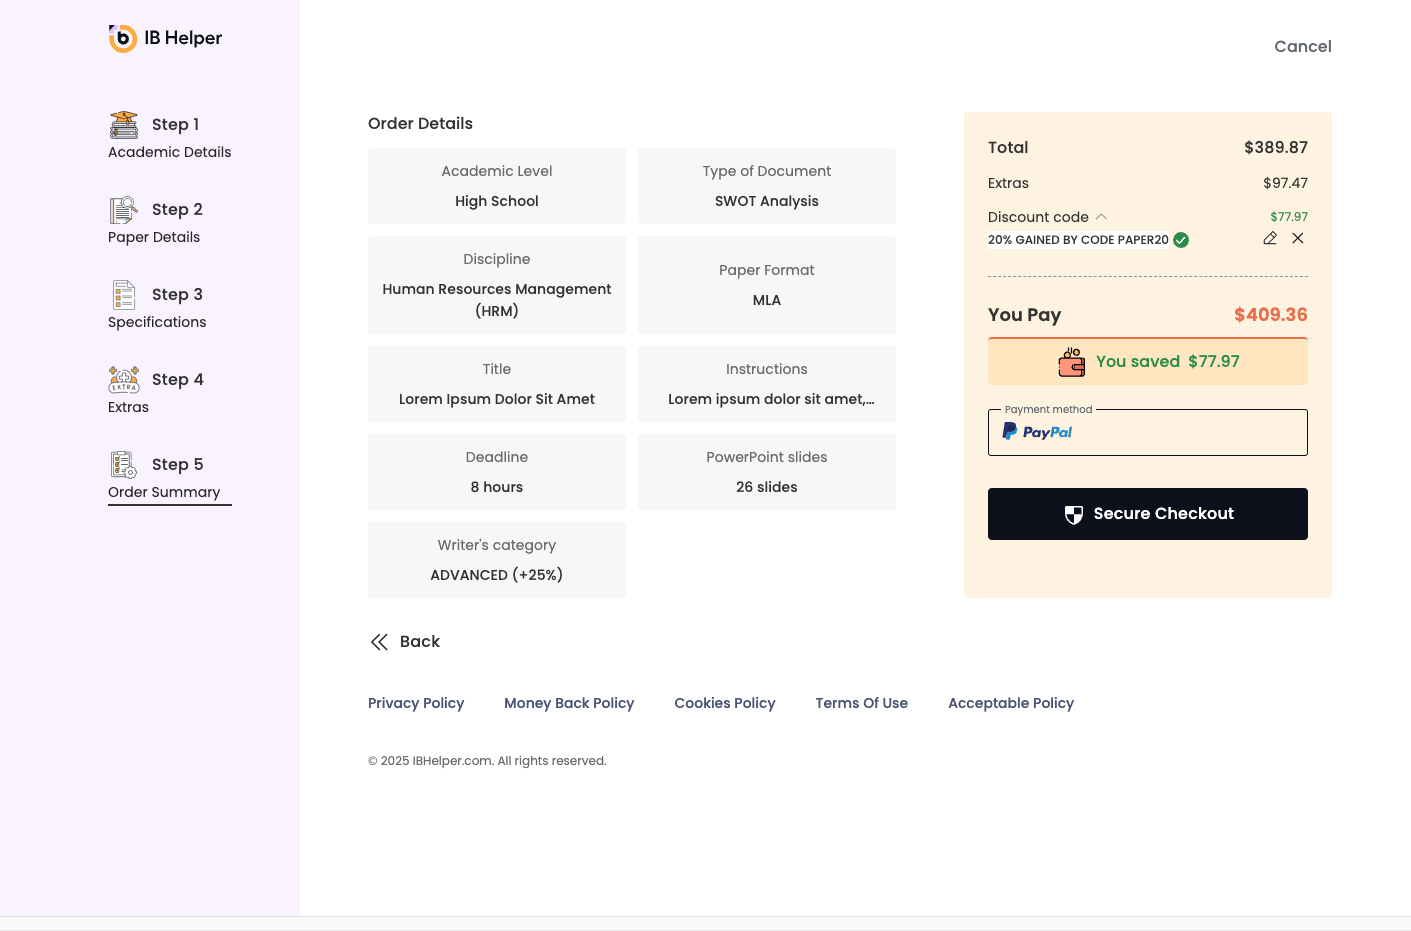 IB Helper
Cancel
Step 1
Academic Details
Step 2
Paper Details
Step 3
Specifications
Step 4
EXTRA
Extras
Step 5
Order Summary
Order Details
Academic Level
High School
Type of Document
SWOT Analysis
Discipline
Human Resources Management
(HRM)
Paper Format
MLA
Title
Lorem Ipsum Dolor Sit Amet
Instructions
Lorem ipsum dolor sit amet,...
Deadline
8 hours
PowerPoint slides
26 slides
Writer's category
ADVANCED (+25%)
Total $389.87
Extras $97.47
Discount code $77.97
20% GAINED BY CODE PAPER20
You Pay $409.36
You saved $77.97
Payment method
PayPal
Secure Checkout
Back
Privacy Policy Money Back Policy Cookies Policy Terms Of Use Acceptable Policy
© 2025 IBHelper.com. All rights reserved.